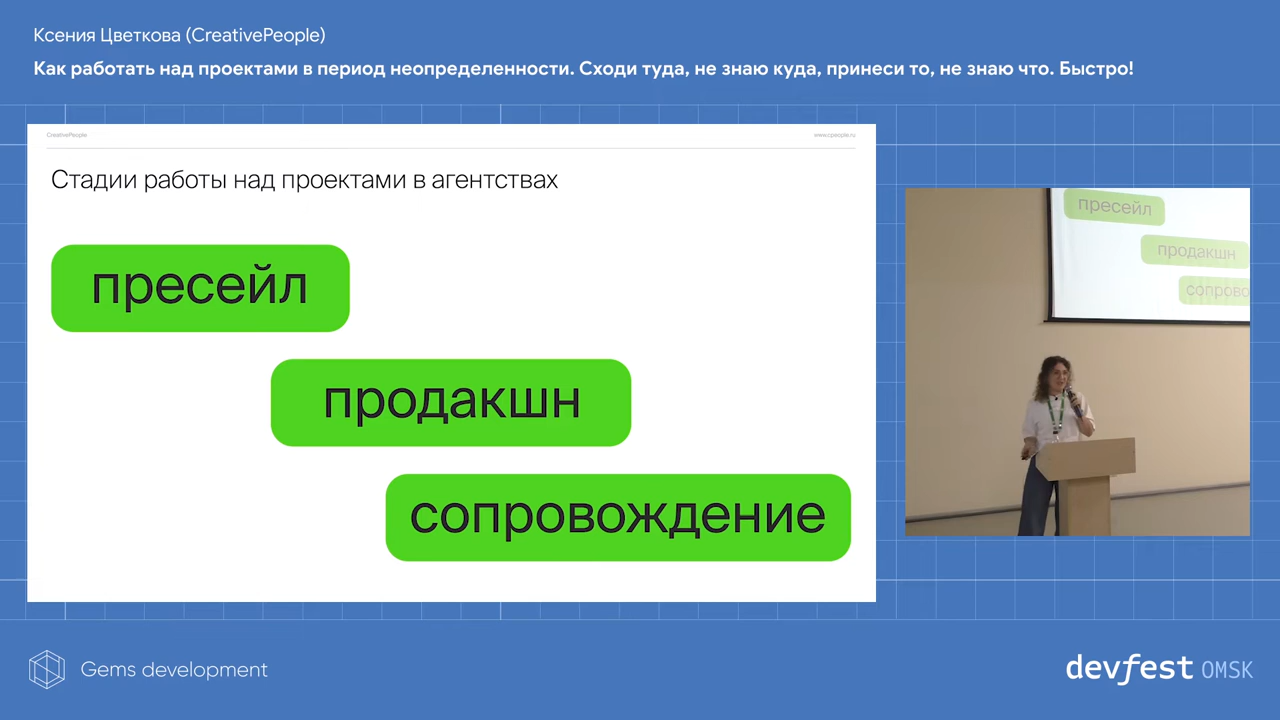 Ксения Цветкова (CreativePeople)
Как работать над проектами в период неопределенности. Сходи туда, не знаю куда, принеси то, не знаю что. Быстро!
CreativePeople
www.cpeople.ru
Стадии работы над проектами в агентствах
пресейл
продакшн
сопровождение
пресейл
продакшн
сопрово
Gems development
devfest OMSK